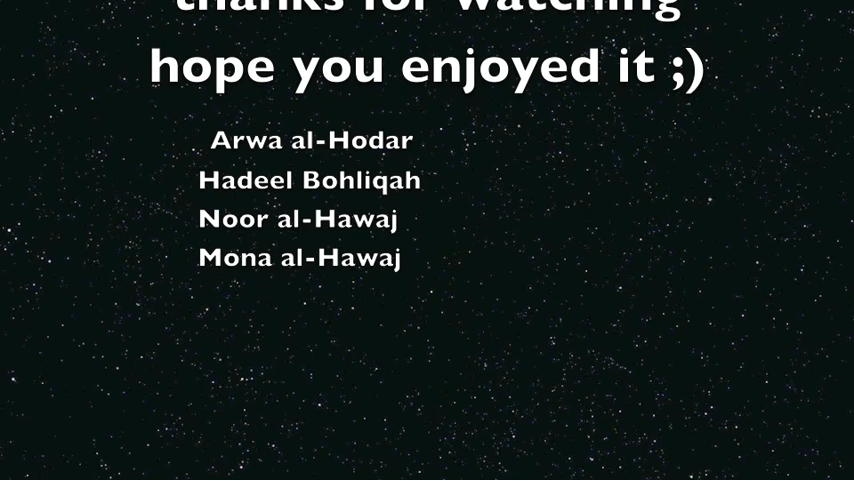 thanks for watching
hope you enjoyed it ;)
Arwa al-Hodar
Hadeel Bohliqah
Noor al-Hawaj
Mona al-Hawaj